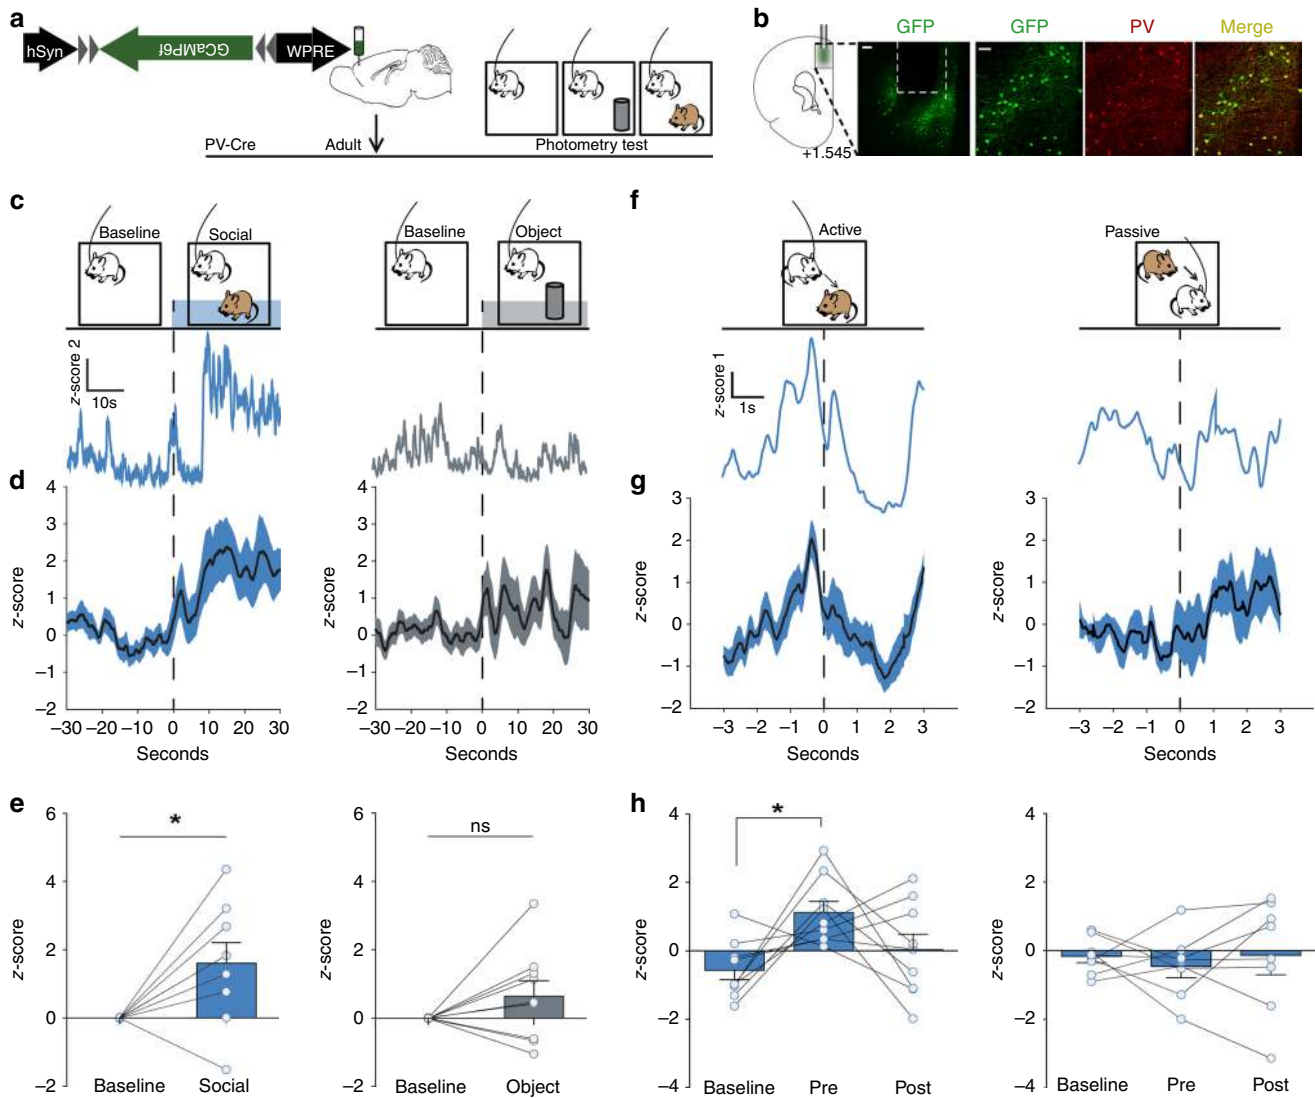 a
hSyn
GCaMP6f
WPRE
PV-Cre
Adult
Photometry test
b
GFP
GFP
PV
Merge
+1.545
c
Baseline
Social
Baseline
Object
z-score 2
10s
d
z-score
4
3
2
1
0
–1
–2
–30 –20 –10 0 10 20 30
Seconds
z-score
4
3
2
1
0
–1
–2
–30 –20 –10 0 10 20 30
Seconds
e
z-score
6
4
2
0
–2
*
Baseline Social
z-score
6
4
2
0
–2
ns
Baseline Object
f
Active
Passive
z-score 1
1s
g
z-score
3
2
1
0
–1
–2
–3 –2 –1 0 1 2 3
Seconds
z-score
3
2
1
0
–1
–2
–3 –2 –1 0 1 2 3
Seconds
h
z-score
4
2
0
–2
–4
*
Baseline Pre Post
z-score
4
2
0
–2
–4
Baseline Pre Post